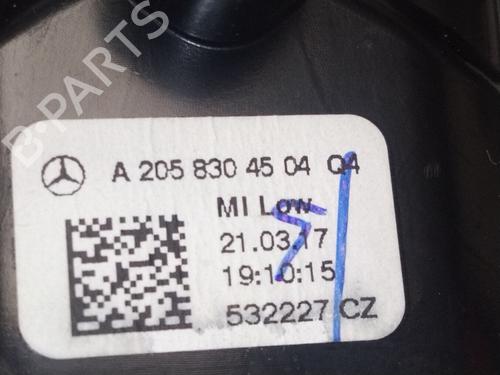 B-PARTS
A 205 830 45 04 Q4
MI Low
21.03.17
19:10:15
532227 CZ